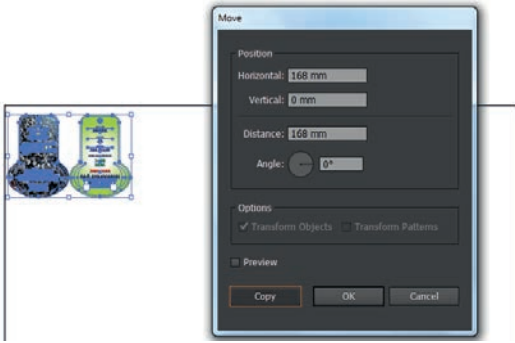 Move
Position
Horizontal: 168 mm
Vertical: 0 mm
Distance: 168 mm
Angle: 0°
Options
Transform Objects Transform Patterns
Preview
Copy OK Cancel